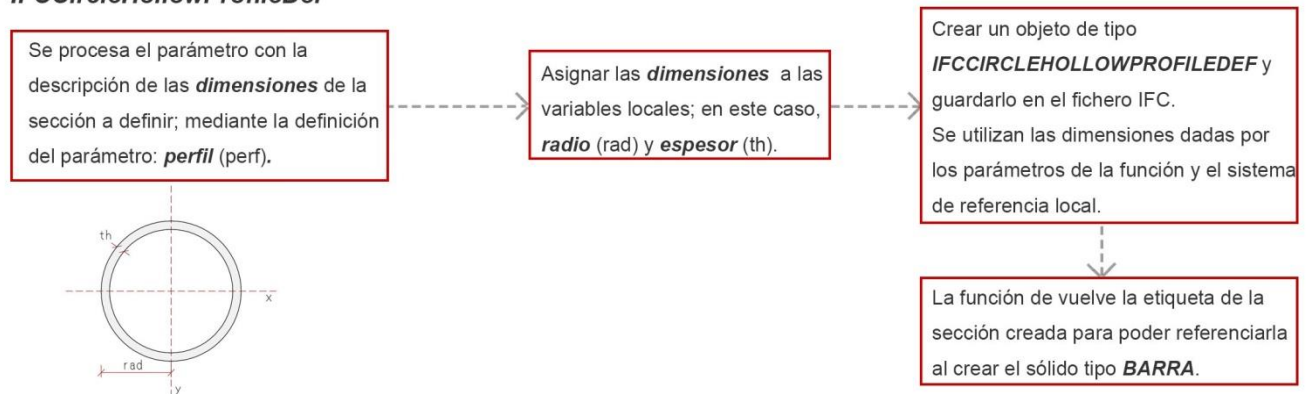 Se procesa el parámetro con la
descripción de las dimensiones de la
sección a definir; mediante la definición
del parámetro: perfil (perf).
Asignar las dimensiones a las
variables locales; en este caso,
radio (rad) y espesor (th).
Crear un objeto de tipo
IFCCIRCLEHOLLOWPROFILEDEF y
guardarlo en el fichero IFC.
Se utilizan las dimensiones dadas por
los parámetros de la función y el sistema
de referencia local.
La función de vuelve la etiqueta de la
sección creada para poder referenciarla
al crear el sólido tipo BARRA.
th
x
rad
y